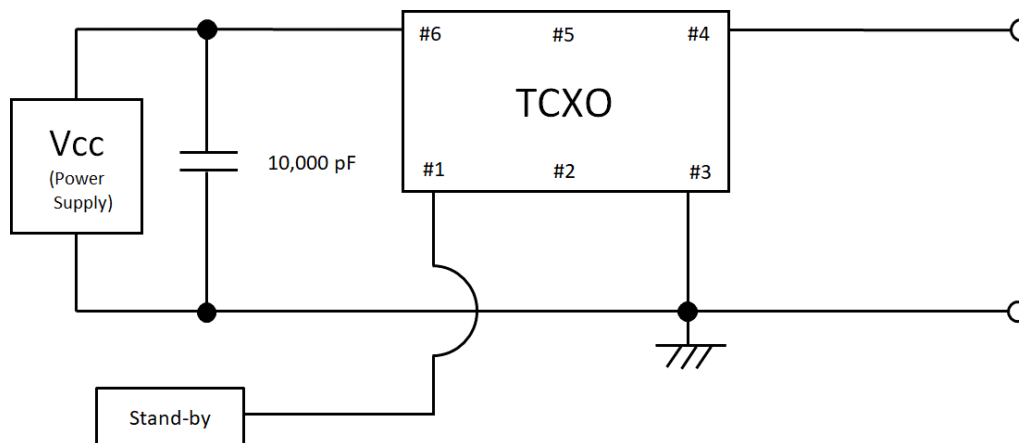 #6 #5 #4
TCXO
Vcc
(Power
Supply)
10,000 pF
#1 #2 #3
Stand-by